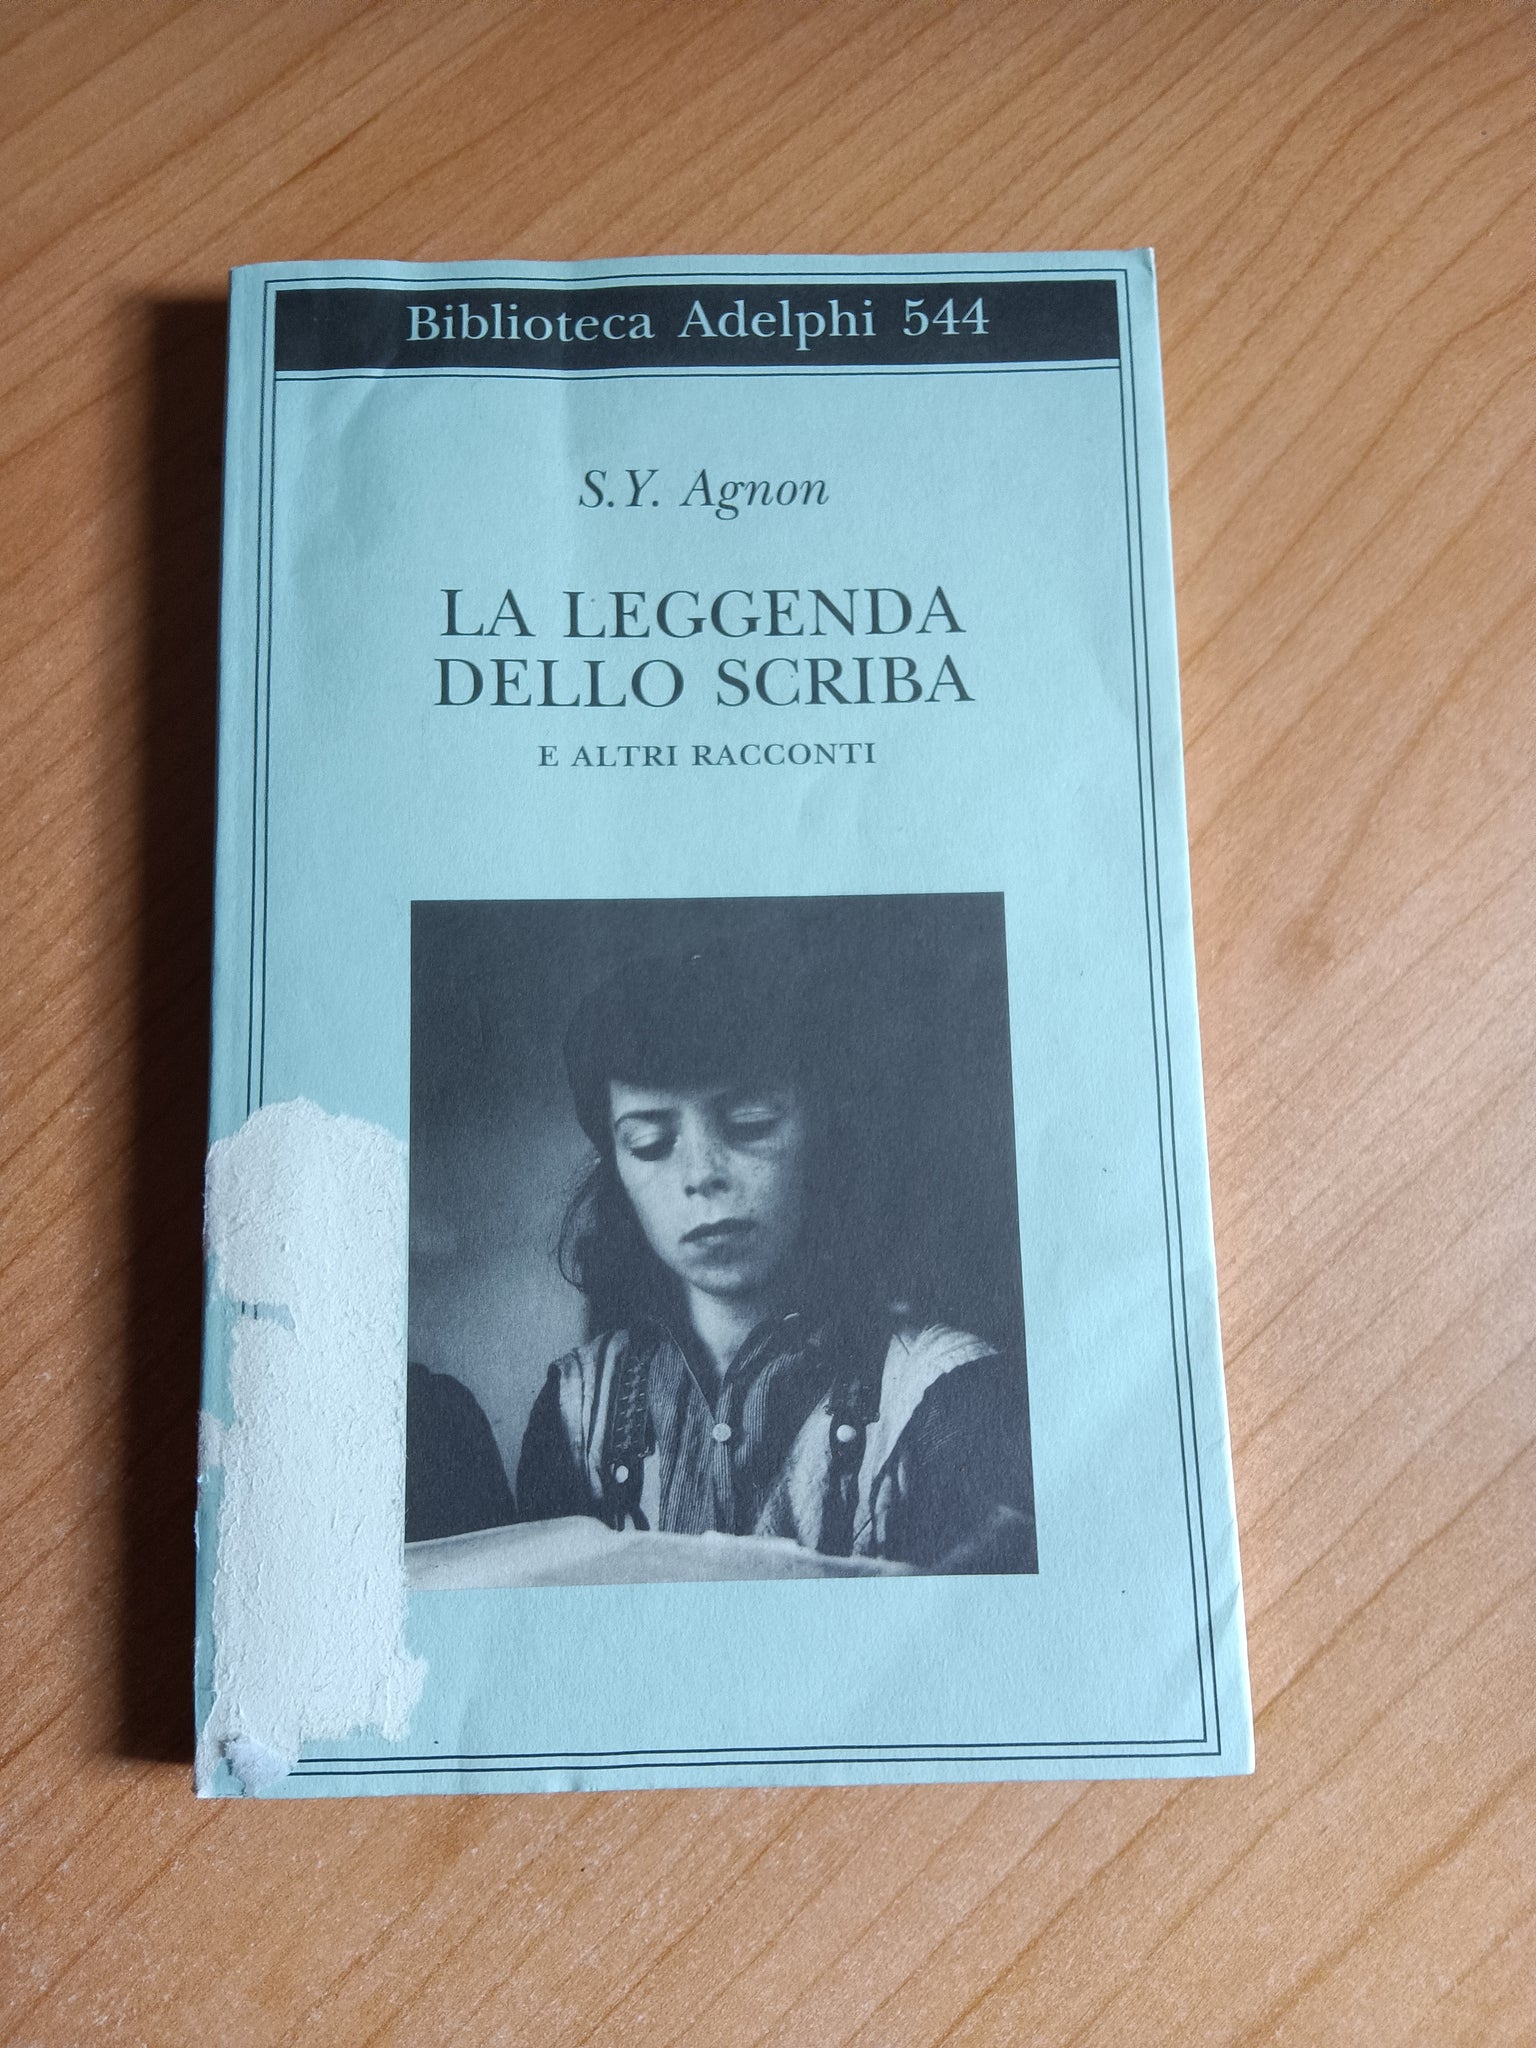 Biblioteca Adelphi 544
S.Y. Agnon
LA LEGGENDA
DELLO SCRIBA
E ALTRI RACCONTI